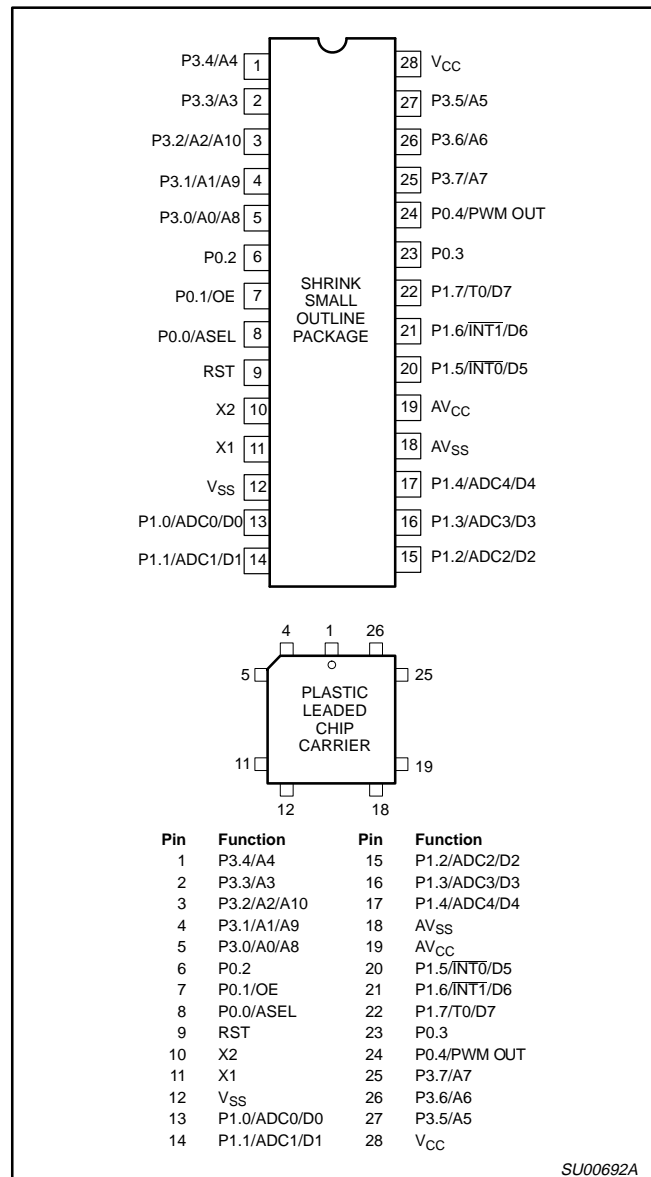 P3.4/A4 1 28 VCC
P3.3/A3 2 27 P3.5/A5
P3.2/A2/A10 3 26 P3.6/A6
P3.1/A1/A9 4 25 P3.7/A7
P3.0/A0/A8 5 24 P0.4/PWM OUT
P0.2 6 23 P0.3
P0.1/OE 7 22 P1.7/T0/D7
P0.0/ASEL 8 21 P1.6/I̅N̅T̅1̅/D6
RST 9 20 P1.5/I̅N̅T̅0̅/D5
X2 10 19 AVCC
X1 11 18 AVSS
VSS 12 17 P1.4/ADC4/D4
P1.0/ADC0/D0 13 16 P1.3/ADC3/D3
P1.1/ADC1/D1 14 15 P1.2/ADC2/D2
SHRINK
SMALL
OUTLINE
PACKAGE
4 1 26
5 25
PLASTIC
LEADED
CHIP
CARRIER
11 19
12 18
Pin Function Pin Function
1 P3.4/A4 15 P1.2/ADC2/D2
2 P3.3/A3 16 P1.3/ADC3/D3
3 P3.2/A2/A10 17 P1.4/ADC4/D4
4 P3.1/A1/A9 18 AVSS
5 P3.0/A0/A8 19 AVCC
6 P0.2 20 P1.5/I̅N̅T̅0̅/D5
7 P0.1/OE 21 P1.6/I̅N̅T̅1̅/D6
8 P0.0/ASEL 22 P1.7/T0/D7
9 RST 23 P0.3
10 X2 24 P0.4/PWM OUT
11 X1 25 P3.7/A7
12 VSS 26 P3.6/A6
13 P1.0/ADC0/D0 27 P3.5/A5
14 P1.1/ADC1/D1 28 VCC
SU00692A